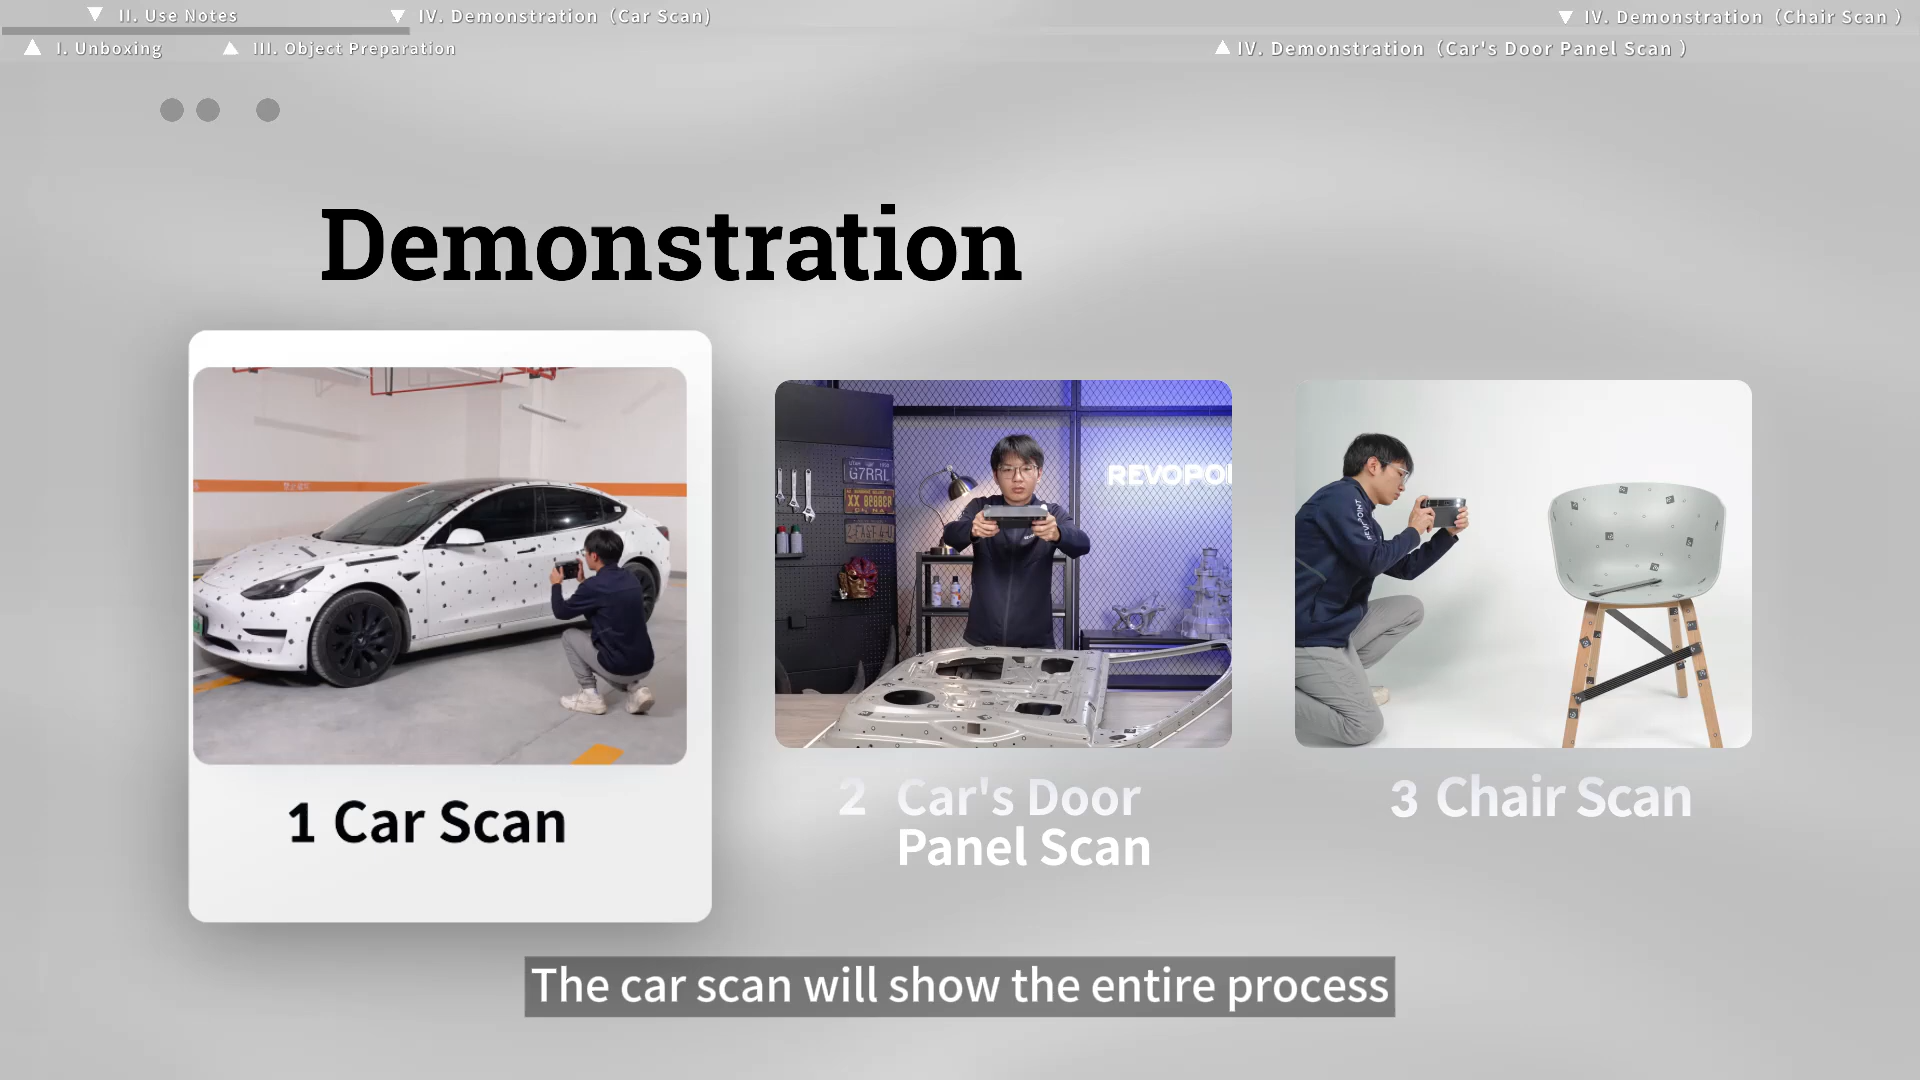 II. Use Notes
IV. Demonstration（Car Scan）
IV. Demonstration（Chair Scan ）
I. Unboxing
III. Object Preparation
IV. Demonstration（Car's Door Panel Scan ）
Demonstration
G7RRL
REVOPOI
1 Car Scan
2 Car's Door
Panel Scan
3 Chair Scan
The car scan will show the entire process